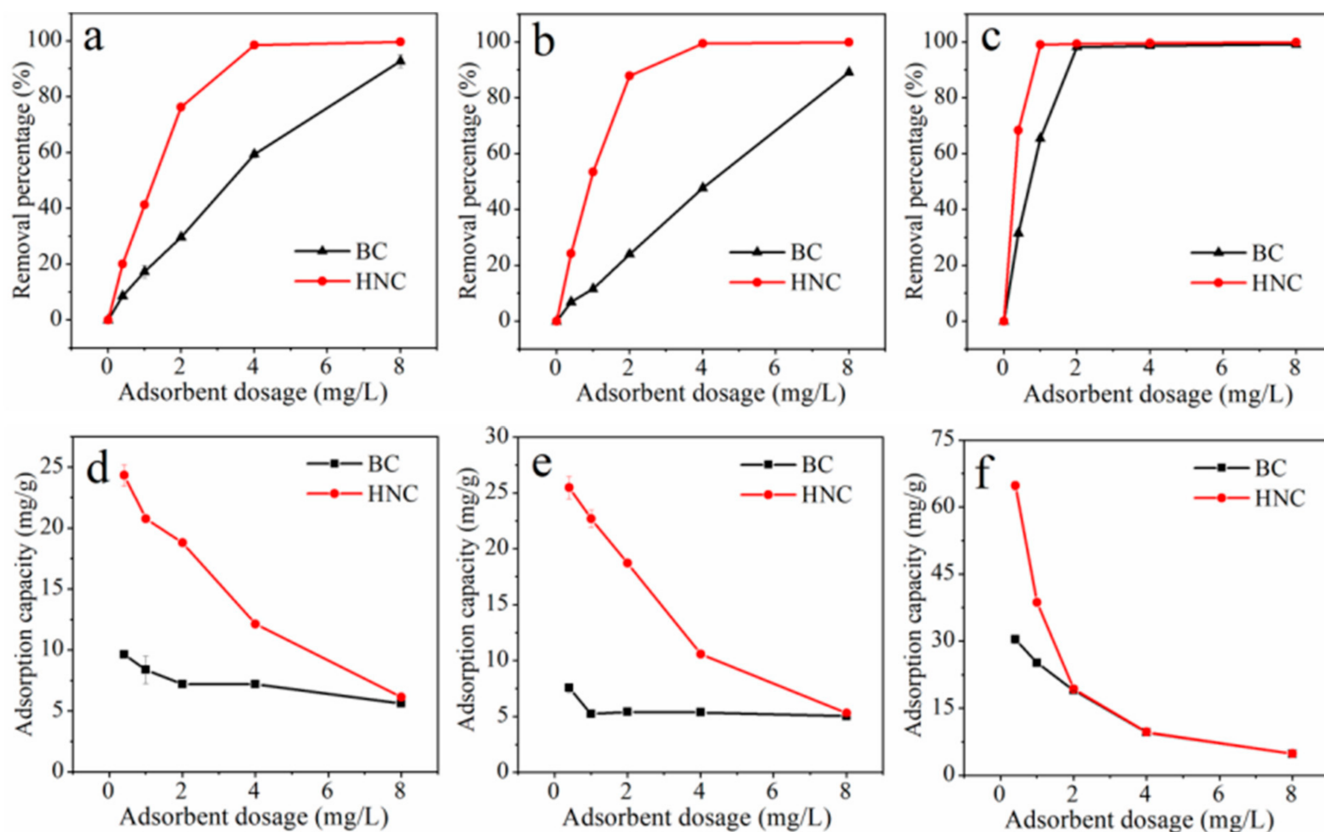 a
Removal percentage (%)
100
80
60
40
20
0
BC
HNC
0 2 4 6 8
Adsorbent dosage (mg/L)
b
Removal percentage (%)
100
80
60
40
20
0
BC
HNC
0 2 4 6 8
Adsorbent dosage (mg/L)
c
Removal percentage (%)
100
80
60
40
20
0
BC
HNC
0 2 4 6 8
Adsorbent dosage (mg/L)
d
Adsorption capacity (mg/g)
25
20
15
10
5
0
BC
HNC
0 2 4 6 8
Adsorbent dosage (mg/L)
e
Adsorption capacity (mg/g)
30
25
20
15
10
5
0
BC
HNC
0 2 4 6 8
Adsorbent dosage (mg/L)
f
Adsorption capacity (mg/g)
75
60
45
30
15
0
BC
HNC
0 2 4 6 8
Adsorbent dosage (mg/L)